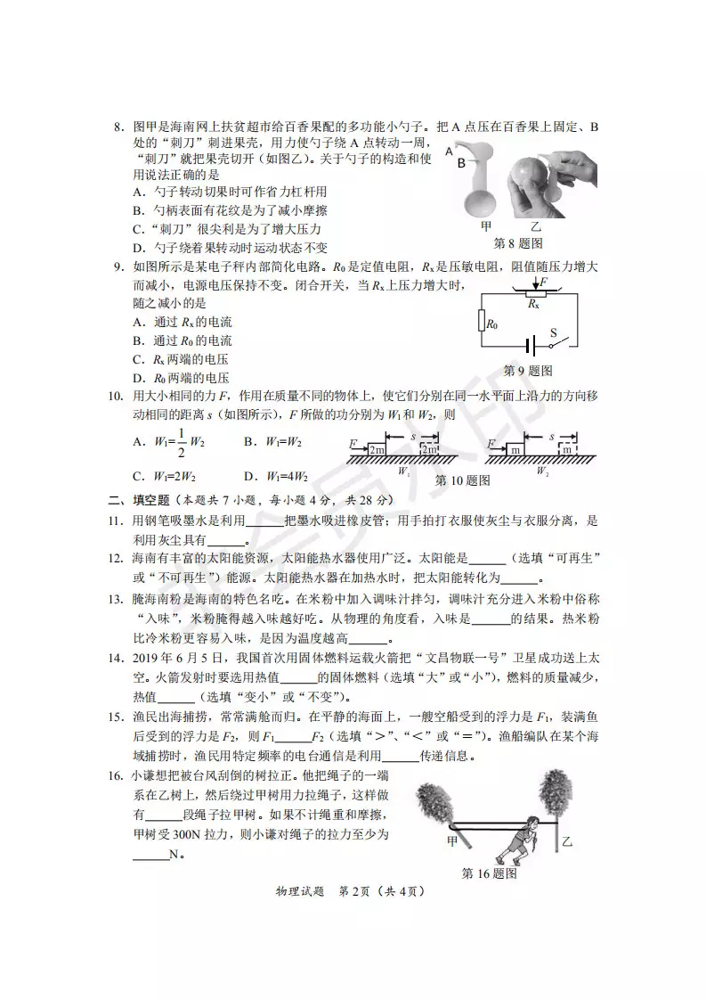 8．图甲是海南网上扶贫超市给百香果配的多功能小勺子。把 A 点压在百香果上固定、B
处的“刺刀”刺进果壳，用力使勺子绕 A 点转动一周，
“刺刀”就把果壳切开（如图乙）。关于勺子的构造和使
用说法正确的是
A．勺子转动切果时可作省力杠杆用
B．勺柄表面有花纹是为了减小摩擦
C．“刺刀”很尖利是为了增大压力
D．勺子绕着果转动时运动状态不变
A
B
甲 乙
第 8 题图
9．如图所示是某电子秤内部简化电路。R0 是定值电阻，Rx 是压敏电阻，阻值随压力增大
而减小，电源电压保持不变。闭合开关，当 Rx 上压力增大时，
随之减小的是
A．通过 Rx 的电流
B．通过 R0 的电流
C．Rx 两端的电压
D．R0 两端的电压
F
Rx
R0
S
第 9 题图
10．用大小相同的力 F，作用在质量不同的物体上，使它们分别在同一水平面上沿力的方向移
动相同的距离 s（如图所示），F 所做的功分别为 W1 和 W2，则
A．W1=1/2 W2 B．W1=W2
C．W1=2W2 D．W1=4W2
F 2m s 2m W1
F m s m W2
第 10 题图
二、填空题（本题共 7 小题，每小题 4 分，共 28 分）
11．用钢笔吸墨水是利用______把墨水吸进橡皮管；用手拍打衣服使灰尘与衣服分离，是
利用灰尘具有______。
12．海南有丰富的太阳能资源，太阳能热水器使用广泛。太阳能是______（选填“可再生”
或“不可再生”）能源。太阳能热水器在加热水时，把太阳能转化为______。
13．腌海南粉是海南的特色名吃。在米粉中加入调味汁拌匀，调味汁充分进入米粉中俗称
“入味”，米粉腌得越入味越好吃。从物理的角度看，入味是______的结果。热米粉
比冷米粉更容易入味，是因为温度越高______。
14．2019 年 6 月 5 日，我国首次用固体燃料运载火箭把“文昌物联一号”卫星成功送上太
空。火箭发射时要选用热值______的固体燃料（选填“大”或“小”），燃料的质量减少，
热值______（选填“变小”或“不变”）。
15．渔民出海捕捞，常常满舱而归。在平静的海面上，一艘空船受到的浮力是 F1，装满鱼
后受到的浮力是 F2，则 F1______F2（选填“＞”、“＜”或“＝”）。渔船编队在某个海
域捕捞时，渔民用特定频率的电台通信是利用______传递信息。
16．小谦想把被台风刮倒的树拉正。他把绳子的一端
系在乙树上，然后绕过甲树用力拉绳子，这样做
有______段绳子拉甲树。如果不计绳重和摩擦，
甲树受 300N 拉力，则小谦对绳子的拉力至少为
______N。
甲 乙
第 16 题图
物理试题 第 2页（共 4页）
非会员水印